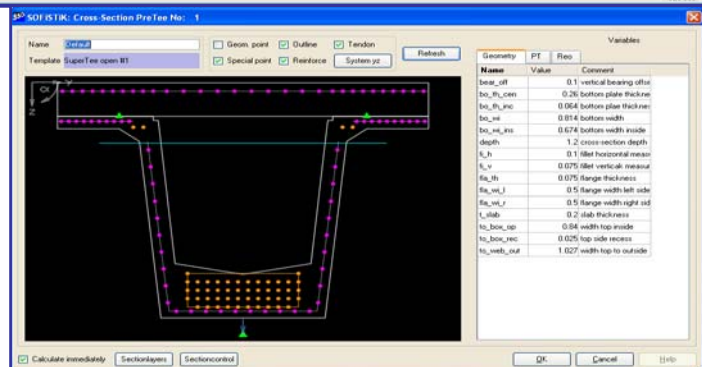 SOFiSTiK: Cross-Section PreTee No: 1
Name Default
Template SuperTee open #1
Geom. point Outline Tendon
Special point Reinforce System yz
Refresh
Variables
Geometry PT Reo
Name Value Comment
bear_off 0.1 vertical bearing offse
bo_th_cen 0.26 bottom plate thickne
bo_th_inc 0.064 bottom plae thicknes
bo_wi 0.814 bottom width
bo_wi_ins 0.674 bottom width inside
depth 1.2 cross-section depth
fi_h 0.1 fillet horizontal measu
fi_v 0.075 fillet verticak measur
fla_th 0.075 flange thickness
fla_wi_l 0.5 flange width left side
fla_wi_r 0.5 flange width right sid
t_slab 0.2 slab thickness
to_box_op 0.84 width top inside
to_box_rec 0.025 top side recess
to_web_out 1.027 width top to outside
Calculate immediately Sectionlayers Sectioncontrol
OK Cancel Help